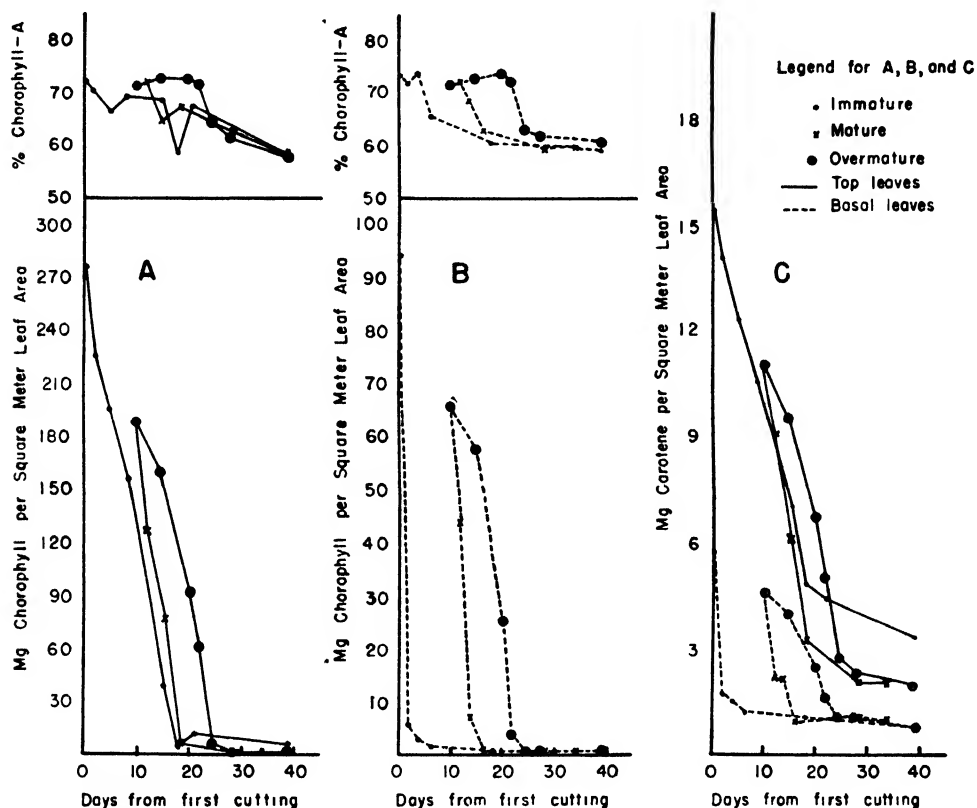 % Chorophyll-A
80
70
60
50
Mg Chorophyll per Square Meter Leaf Area
300
270
240
210
180
150
120
90
60
30
A
0 10 20 30 40
Days from first cutting
% Chorophyll-A
80
70
60
50
Mg Chorophyll per Square Meter Leaf Area
100
90
80
70
60
50
40
30
20
10
B
0 10 20 30 40
Days from first cutting
Mg Carotene per Square Meter Leaf Area
18
15
12
9
6
3
C
0 10 20 30 40
Days from first cutting
Legend for A, B, and C
Immature
Mature
Overmature
Top leaves
Basal leaves